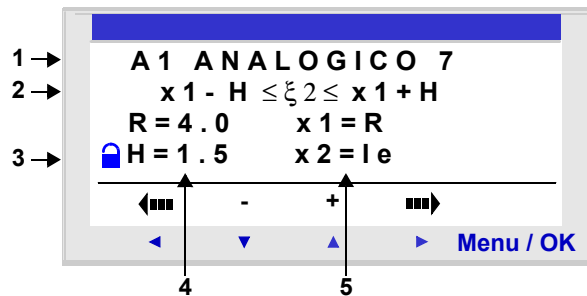 1 A1 ANALOGICO 7
2 x1 - H ≤ ξ 2 ≤ x1 + H
R = 4.0 x1 = R
3 H = 1.5 x2 = Ie
- +
Menu / OK
4 5